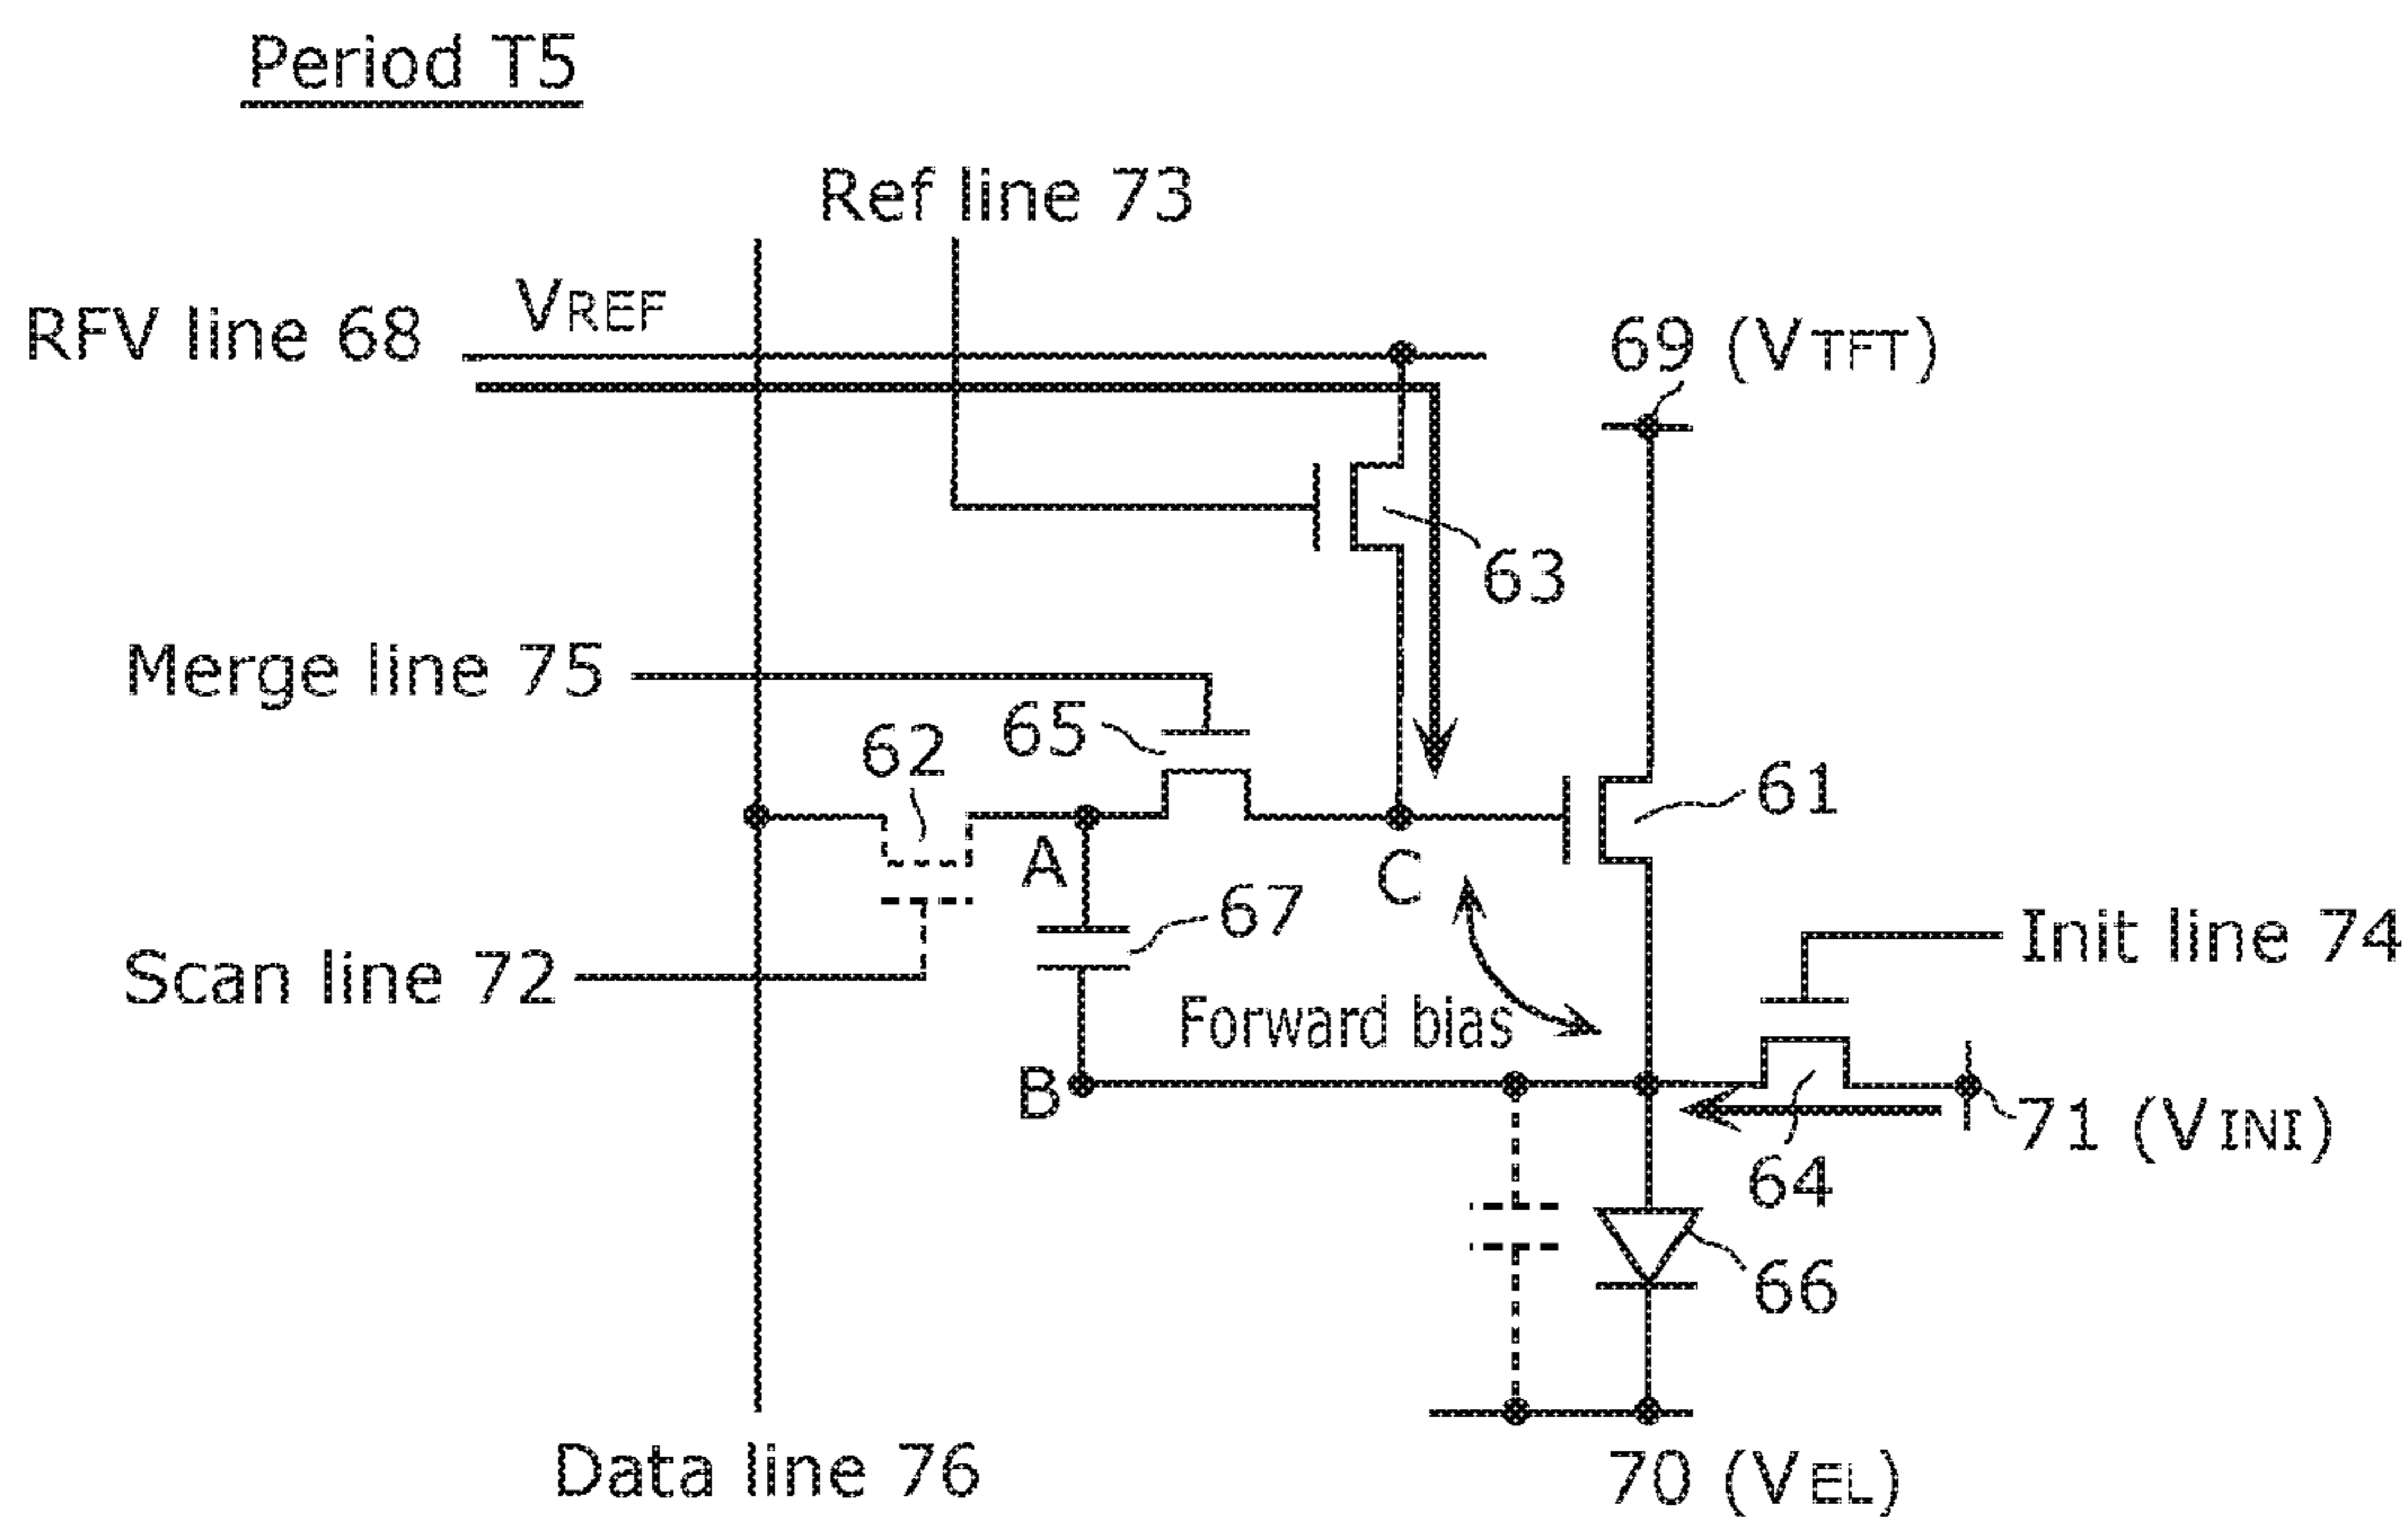 Period T5
Ref line 73
RFV line 68
VREF
69 (VTFT)
63
Merge line 75
65
62
61
A
C
67
Init line 74
Scan line 72
Forward bias
B
71 (VINI)
64
66
Data line 76
70 (VEL)